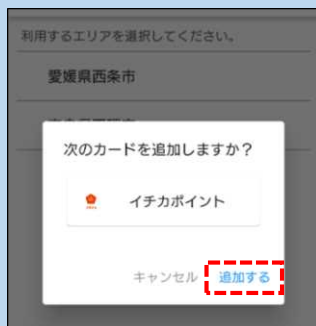 利用するエリアを選択してください。
愛媛県西条市
次のカードを追加しますか？
イチカポイント
キャンセル
追加する